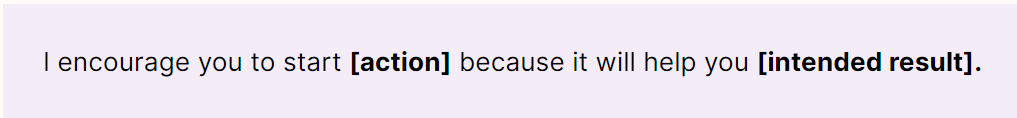 I encourage you to start [action] because it will help you [intended result].